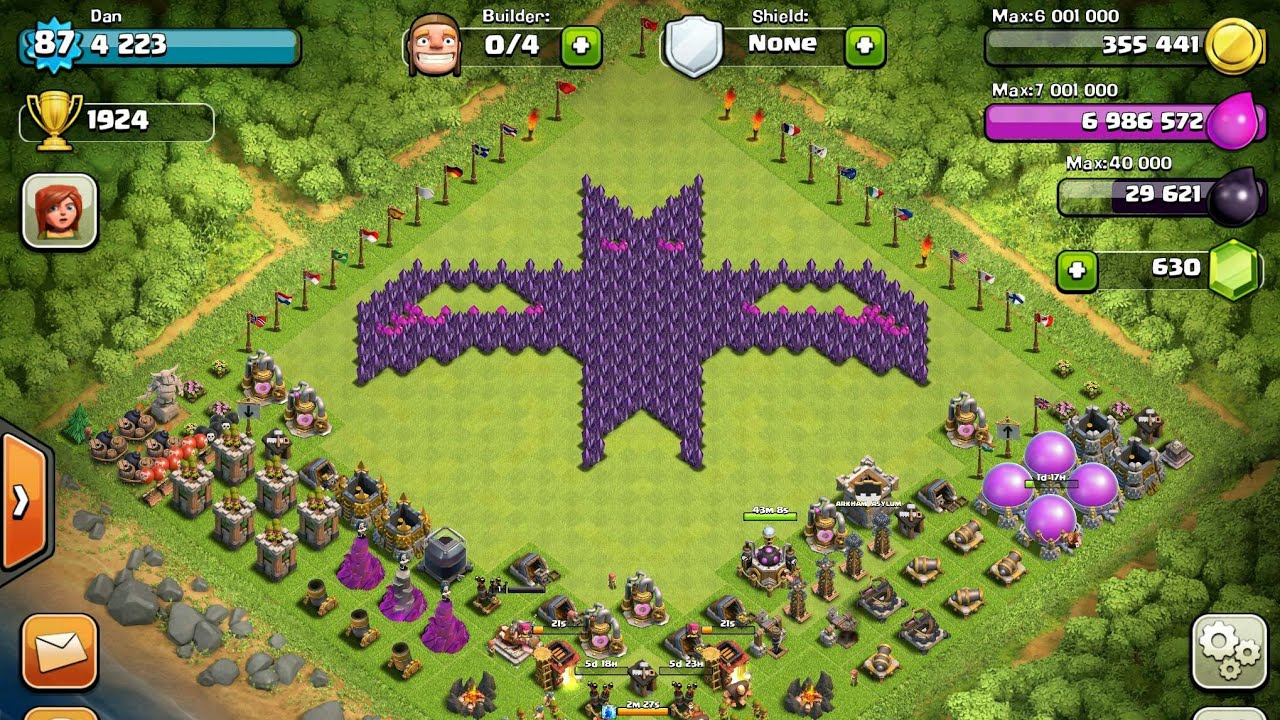 Dan
87 4 223
1924
Builder:
0/4
Shield:
None
Max:6 001 000
355 441
Max:7 001 000
6 986 572
Max:40 000
29 621
630
1d 17H
ARKHAM ASYLUM
43m 8s
21s
21s
5d 18H
5d 23H
2m 27s